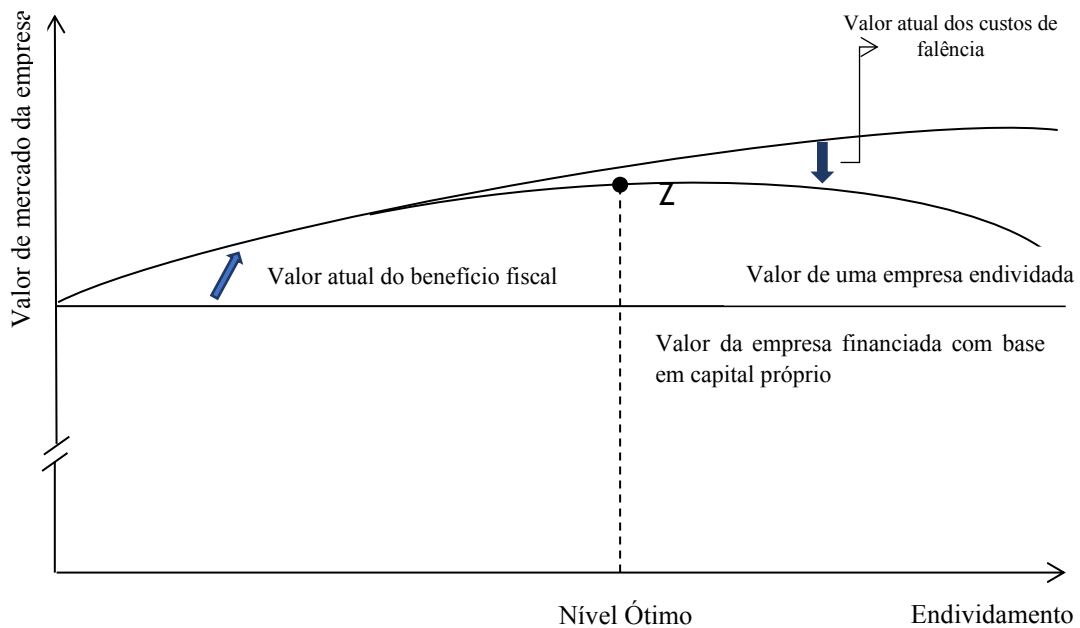 Valor de mercado da empresa
Valor atual dos custos de
falência
Z
Valor atual do benefício fiscal
Valor de uma empresa endividada
Valor da empresa financiada com base
em capital próprio
Nível Ótimo
Endividamento